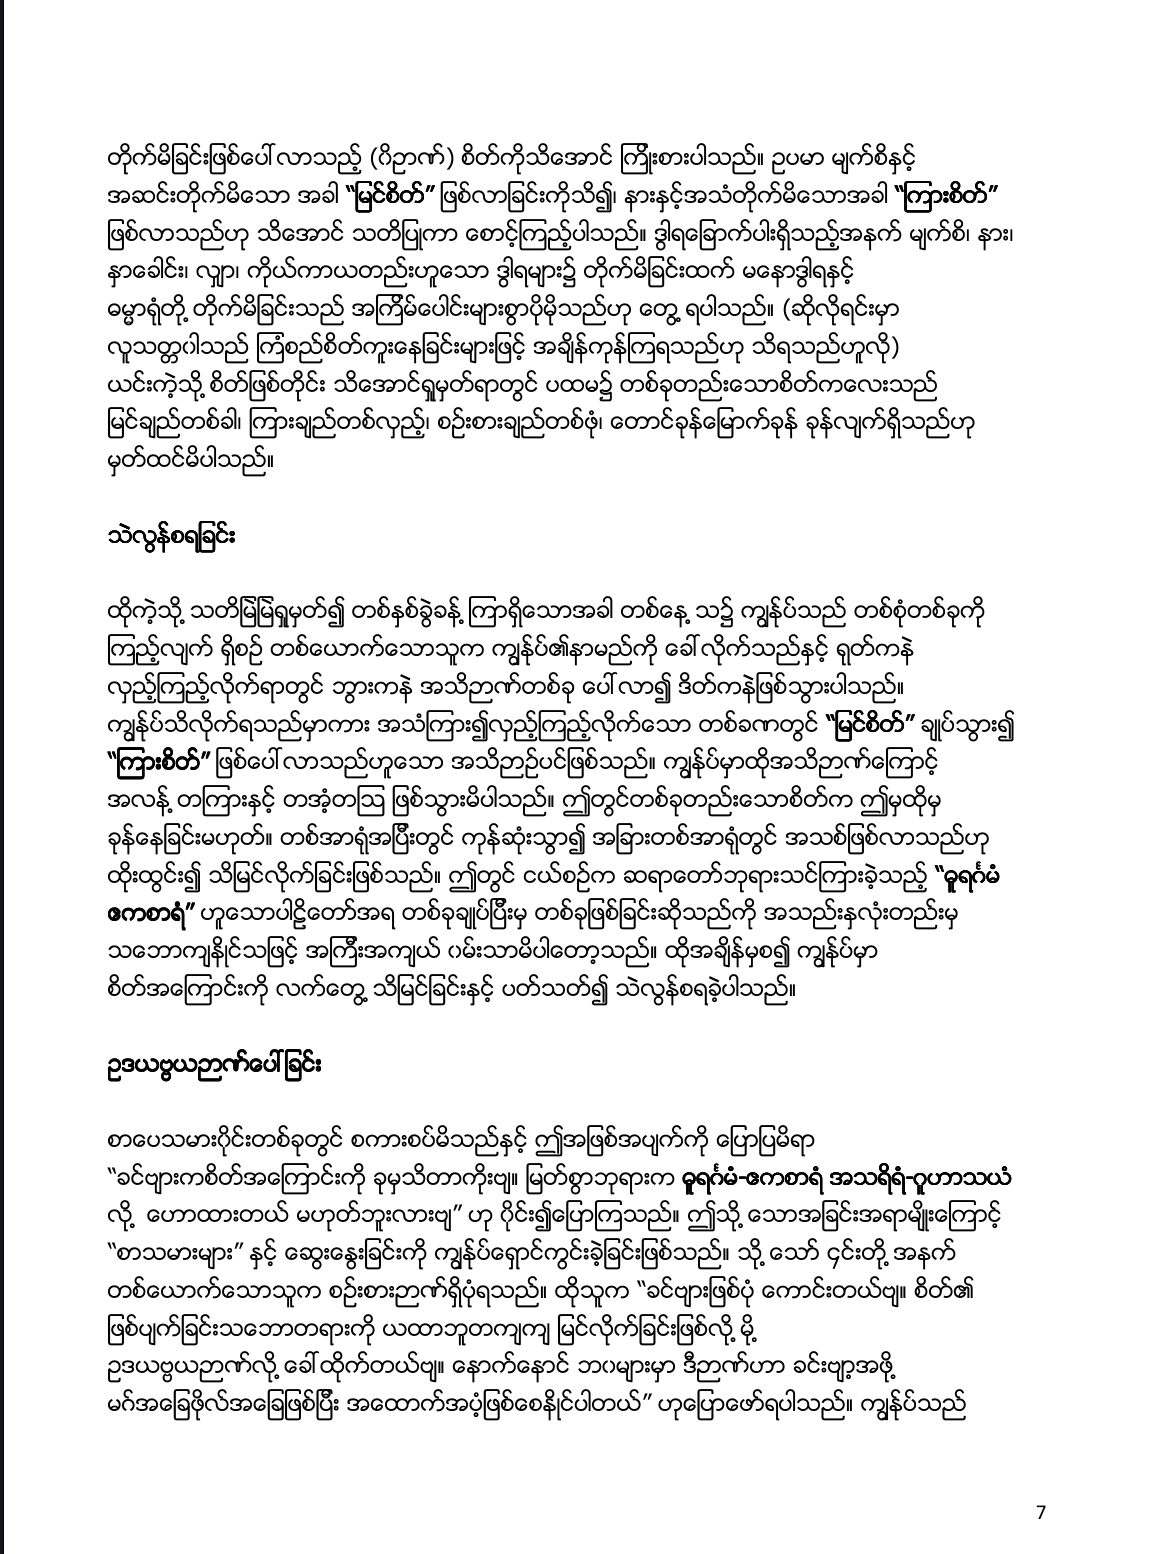 တိုက်မိခြင်းဖြစ်ပေါ်လာသည့် (ဝိဉာဏ်) စိတ်ကိုသိအောင် ကြိုးစားပါသည်။ ဥပမာ မျက်စိနှင့်
အဆင်းတိုက်မိသော အခါ “မြင်စိတ်” ဖြစ်လာခြင်းကိုသိ၍၊ နားနှင့်အသံတိုက်မိသောအခါ “ကြားစိတ်”
ဖြစ်လာသည်ဟု သိအောင် သတိပြုကာ စောင့်ကြည့်ပါသည်။ ဒွါရခြောက်ပါးရှိသည့်အနက် မျက်စိ၊ နား၊
နှာခေါင်း၊ လျှာ၊ ကိုယ်ကာယတည်းဟူသော ဒွါရများ၌ တိုက်မိခြင်းထက် မနောဒွါရနှင့်
ဓမ္မာရုံတို့ တိုက်မိခြင်းသည် အကြိမ်ပေါင်းများစွာပိုမိုသည်ဟု တွေ့ ရပါသည်။ (ဆိုလိုရင်းမှာ
လူသတ္တဝါသည် ကြံစည်စိတ်ကူးနေခြင်းများဖြင့် အချိန်ကုန်ကြရသည်ဟု သိရသည်ဟူလို)
ယင်းကဲ့သို့ စိတ်ဖြစ်တိုင်း သိအောင်ရှုမှတ်ရာတွင် ပထမ၌ တစ်ခုတည်းသောစိတ်ကလေးသည်
မြင်ချည်တစ်ခါ၊ ကြားချည်တစ်လှည့်၊ စဉ်းစားချည်တစ်ဖုံ၊ တောင်ခုန်မြောက်ခုန် ခုန်လျက်ရှိသည်ဟု
မှတ်ထင်မိပါသည်။
သဲလွန်စရခြင်း
ထိုကဲ့သို့ သတိမြဲမြဲရှုမှတ်၍ တစ်နှစ်ခွဲခန့် ကြာရှိသောအခါ တစ်နေ့ သ၌ ကျွန်ုပ်သည် တစ်စုံတစ်ခုကို
ကြည့်လျက် ရှိစဉ် တစ်ယောက်သောသူက ကျွန်ုပ်၏နာမည်ကို ခေါ်လိုက်သည်နှင့် ရုတ်ကနဲ
လှည့်ကြည့်လိုက်ရာတွင် ဘွားကနဲ အသိဉာဏ်တစ်ခု ပေါ်လာ၍ ဒိတ်ကနဲဖြစ်သွားပါသည်။
ကျွန်ုပ်သိလိုက်ရသည်မှာကား အသံကြား၍လှည့်ကြည့်လိုက်သော တစ်ခဏတွင် “မြင်စိတ်” ချုပ်သွား၍
“ကြားစိတ်” ဖြစ်ပေါ်လာသည်ဟူသော အသိဉာဉ်ပင်ဖြစ်သည်။ ကျွန်ုပ်မှာထိုအသိဉာဏ်ကြောင့်
အလန့် တကြားနှင့် တအံ့တဩ ဖြစ်သွားမိပါသည်။ ဤတွင်တစ်ခုတည်းသောစိတ်က ဤမှထိုမှ
ခုန်နေခြင်းမဟုတ်။ တစ်အာရုံအပြီးတွင် ကုန်ဆုံးသွာ၍ အခြားတစ်အာရုံတွင် အသစ်ဖြစ်လာသည်ဟု
ထိုးထွင်း၍ သိမြင်လိုက်ခြင်းဖြစ်သည်။ ဤတွင် ငယ်စဉ်က ဆရာတော်ဘုရားသင်ကြားခဲ့သည့် “ဓူရင်္ဂမံ
ဧကစာရံ” ဟူသောပါဠိတော်အရ တစ်ခုချုပ်ပြီးမှ တစ်ခုဖြစ်ခြင်းဆိုသည်ကို အသည်းနှလုံးတည်းမှ
သဘောကျနိုင်သဖြင့် အကြီးအကျယ် ဝမ်းသာမိပါတော့သည်။ ထိုအချိန်မှစ၍ ကျွန်ုပ်မှာ
စိတ်အကြောင်းကို လက်တွေ့ သိမြင်ခြင်းနှင့် ပတ်သတ်၍ သဲလွန်စရခဲ့ပါသည်။
ဥဒယဗ္ဗယဉာဏ်ပေါ်ခြင်း
စာပေသမားဝိုင်းတစ်ခုတွင် စကားစပ်မိသည်နှင့် ဤအဖြစ်အပျက်ကို ပြောပြမိရာ
“ခင်ဗျားကစိတ်အကြောင်းကို ခုမှသိတာကိုးဗျ။ မြတ်စွာဘုရားက ဓူရင်္ဂမံ-ဧကစာရံ အသရိရံ-ဂူဟာသယံ
လို့ ဟောထားတယ် မဟုတ်ဘူးလားဗျ” ဟု ဝိုင်း၍ပြောကြသည်။ ဤသို့ သောအခြင်းအရာမျိုးကြောင့်
“စာသမားများ” နှင့် ဆွေးနွေးခြင်းကို ကျွန်ုပ်ရှောင်ကွင်းခဲ့ခြင်းဖြစ်သည်။ သို့ သော် ၄င်းတို့ အနက်
တစ်ယောက်သောသူက စဉ်းစားဉာဏ်ရှိပုံရသည်။ ထိုသူက “ခင်ဗျားဖြစ်ပုံ ကောင်းတယ်ဗျ။ စိတ်၏
ဖြစ်ပျက်ခြင်းသဘောတရားကို ယထာဘူတကျကျ မြင်လိုက်ခြင်းဖြစ်လို့ မို့
ဥဒယဗ္ဗယဉာဏ်လို့ ခေါ်ထိုက်တယ်ဗျ။ နောက်နောင် ဘဝများမှာ ဒီဉာဏ်ဟာ ခင်းဗျာ့အဖို့
မဂ်အခြေဖိုလ်အခြေဖြစ်ပြီး အထောက်အပံ့ဖြစ်စေနိုင်ပါတယ်” ဟုပြောဖော်ရပါသည်။ ကျွန်ုပ်သည်
7